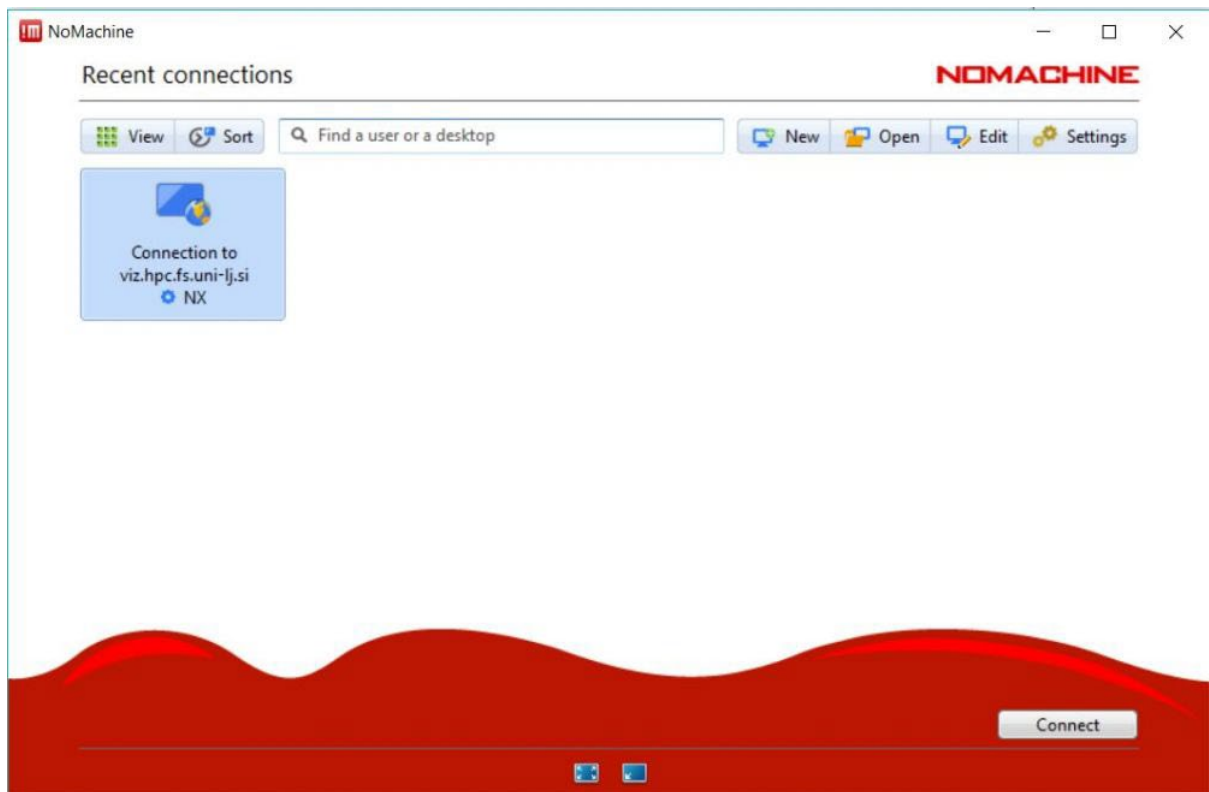 NoMachine
Recent connections
NOMACHINE
View
Sort
Find a user or a desktop
New
Open
Edit
Settings
Connection to
viz.hpc.fs.uni-lj.si
NX
Connect